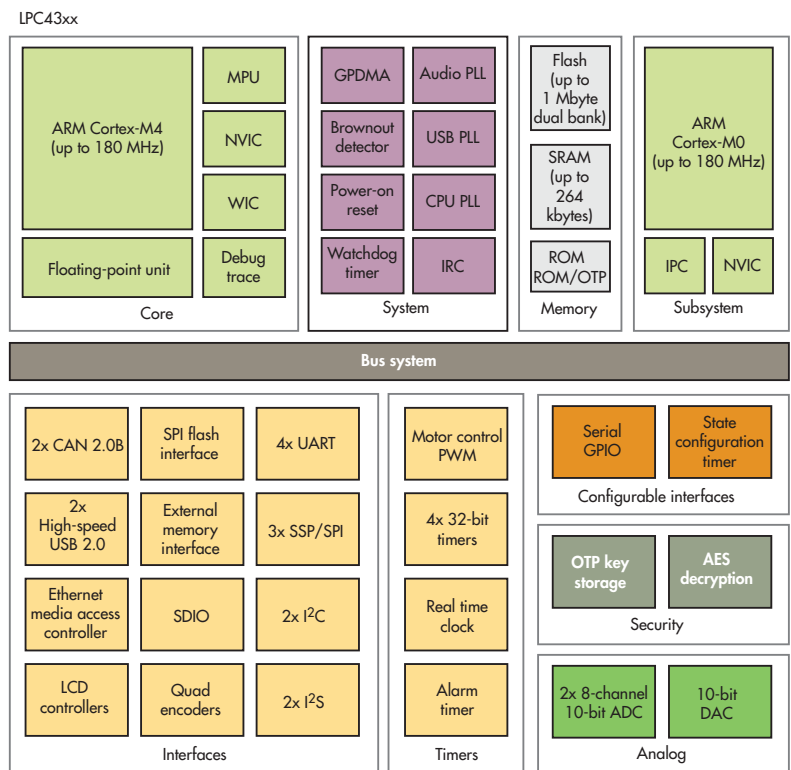 LPC43xx
ARM Cortex-M4
(up to 180 MHz)
MPU
NVIC
WIC
Floating-point unit
Debug
trace
Core
GPDMA
Audio PLL
Brownout
detector
USB PLL
Power-on
reset
CPU PLL
Watchdog
timer
IRC
System
Flash
(up to
1 Mbyte
dual bank)
SRAM
(up to
264
kbytes)
ROM
ROM/OTP
Memory
ARM
Cortex-M0
(up to 180 MHz)
IPC
NVIC
Subsystem
Bus system
2x CAN 2.0B
SPI flash
interface
4x UART
2x
High-speed
USB 2.0
External
memory
interface
3x SSP/SPI
Ethernet
media access
controller
SDIO
2x I²C
LCD
controllers
Quad
encoders
2x I²S
Interfaces
Motor control
PWM
4x 32-bit
timers
Real time
clock
Alarm
timer
Timers
Serial
GPIO
State
configuration
timer
Configurable interfaces
OTP key
storage
AES
decryption
Security
2x 8-channel
10-bit ADC
10-bit
DAC
Analog